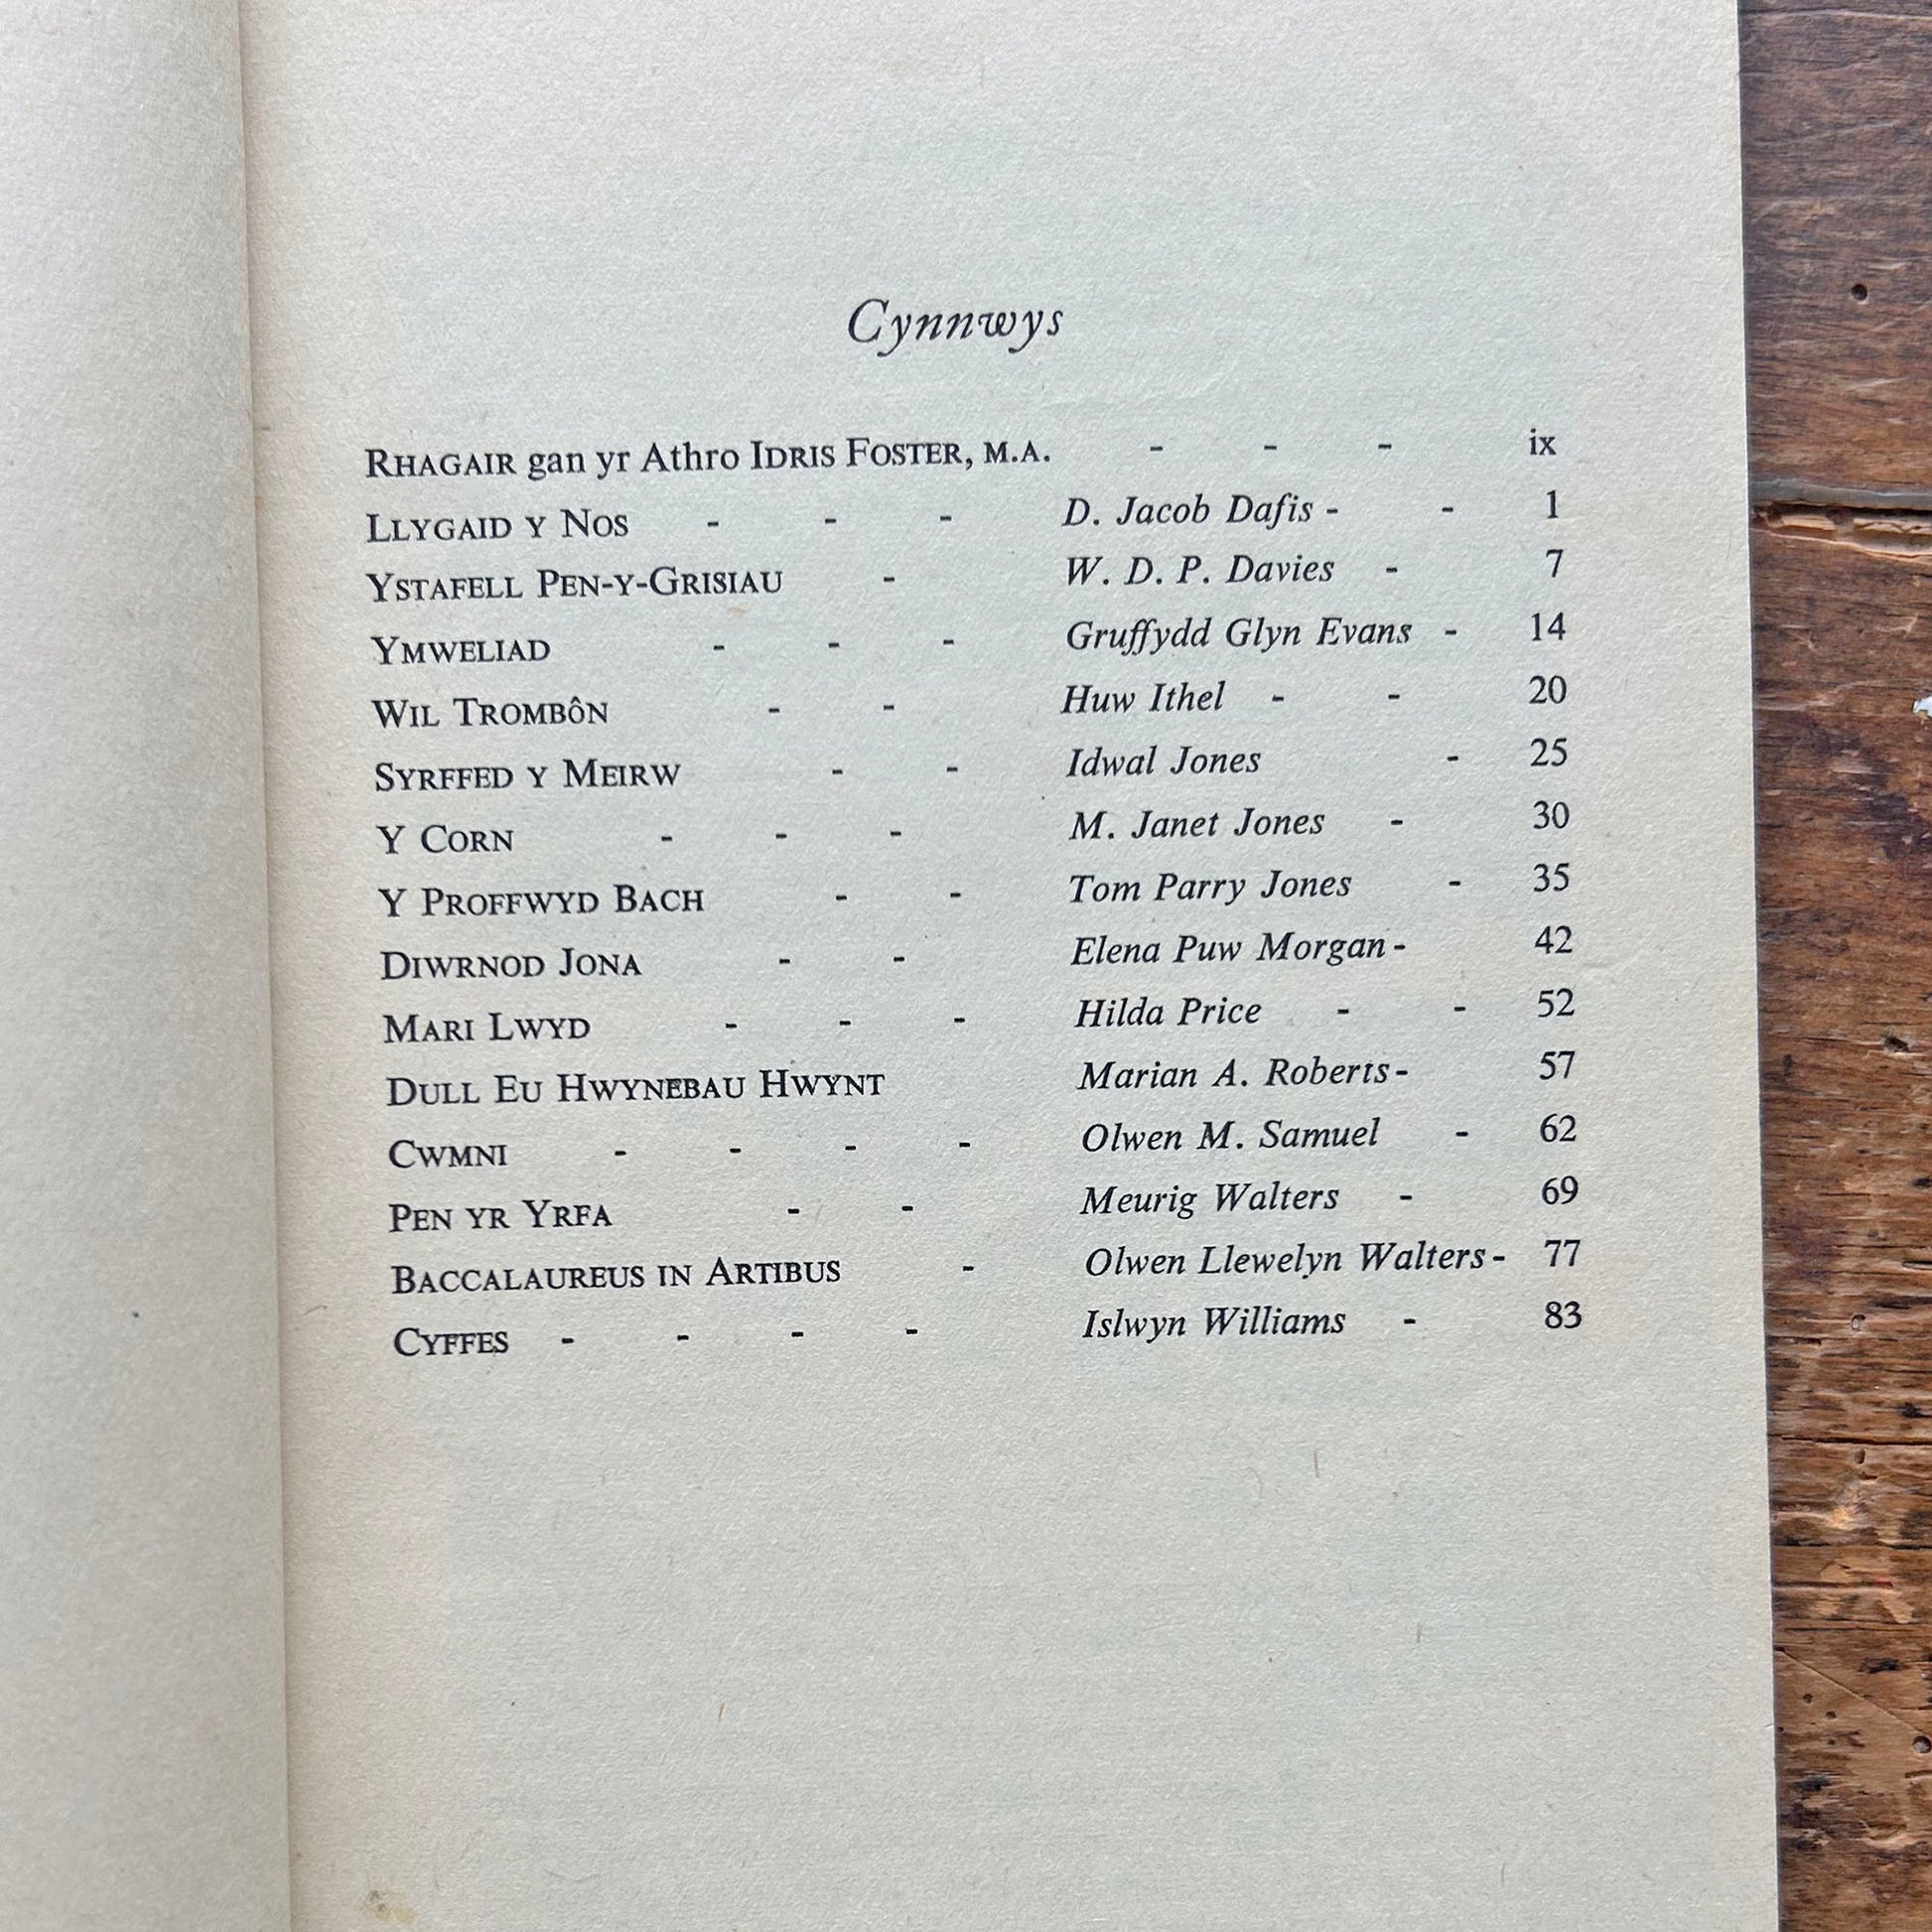 Cynnwys
RHAGAIR gan yr Athro IDRIS FOSTER, M.A. - - - ix
LLYGAID Y NOS - - - D. Jacob Dafis - - 1
YSTAFELL PEN-Y-GRISIAU - W. D. P. Davies - 7
YMWELIAD - - - Gruffydd Glyn Evans - 14
WIL TROMBÔN - - Huw Ithel - - 20
SYRFFED Y MEIRW - - Idwal Jones - 25
Y CORN - - - M. Janet Jones - 30
Y PROFFWYD BACH - - Tom Parry Jones - 35
DIWRNOD JONA - - Elena Puw Morgan - 42
MARI LWYD - - - Hilda Price - - 52
DULL EU HWYNEBAU HWYNT Marian A. Roberts - 57
CWMNI - - - - Olwen M. Samuel - 62
PEN YR YRFA - - Meurig Walters - 69
BACCALAUREUS IN ARTIBUS - Olwen Llewelyn Walters - 77
CYFFES - - - - Islwyn Williams - 83